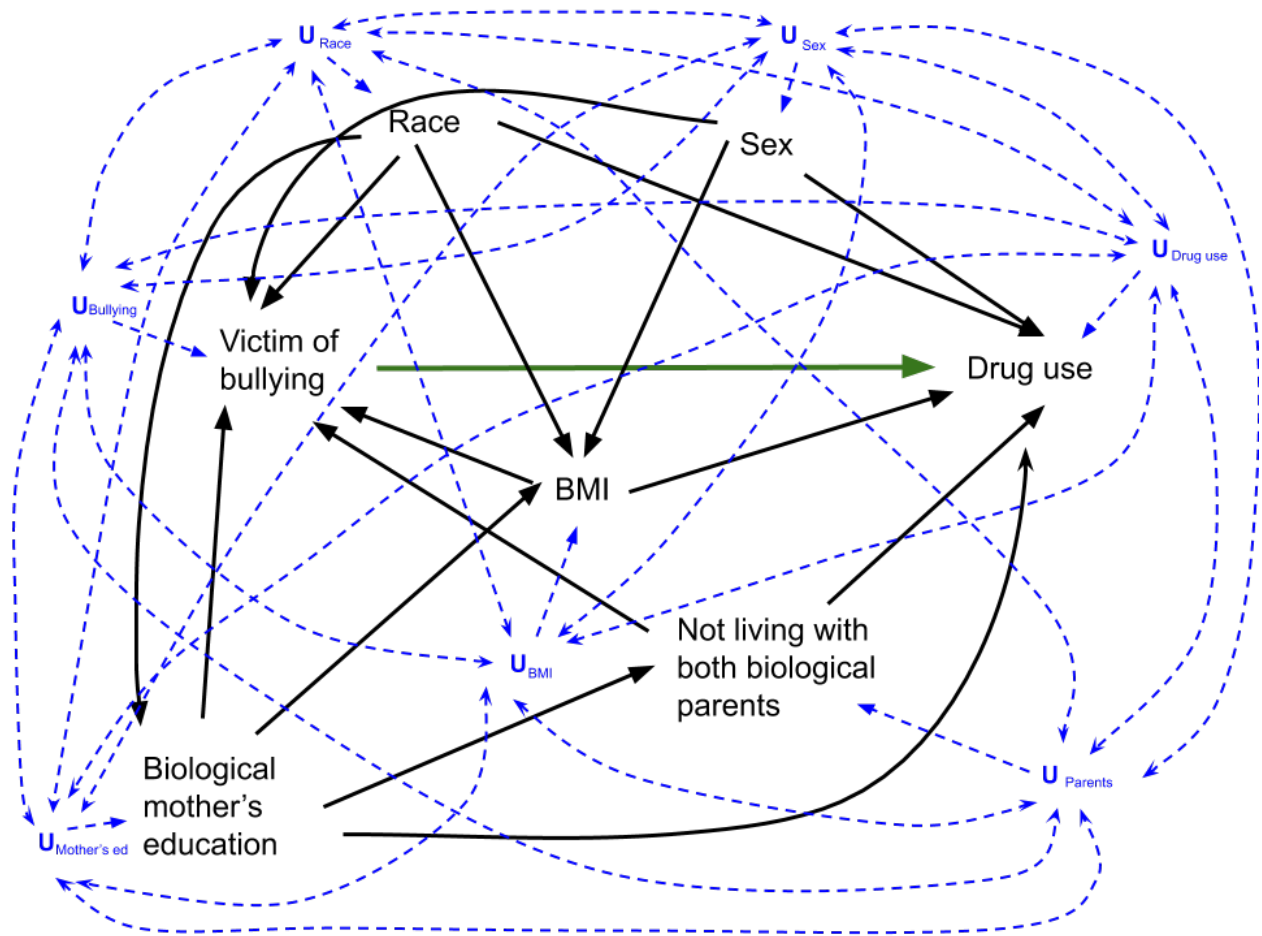 U Race
U Sex
Race
Sex
U Drug use
U Bullying
Victim of
bullying
Drug use
BMI
Not living with
both biological
parents
U BMI
Biological
mother's
education
U Parents
U Mother's ed